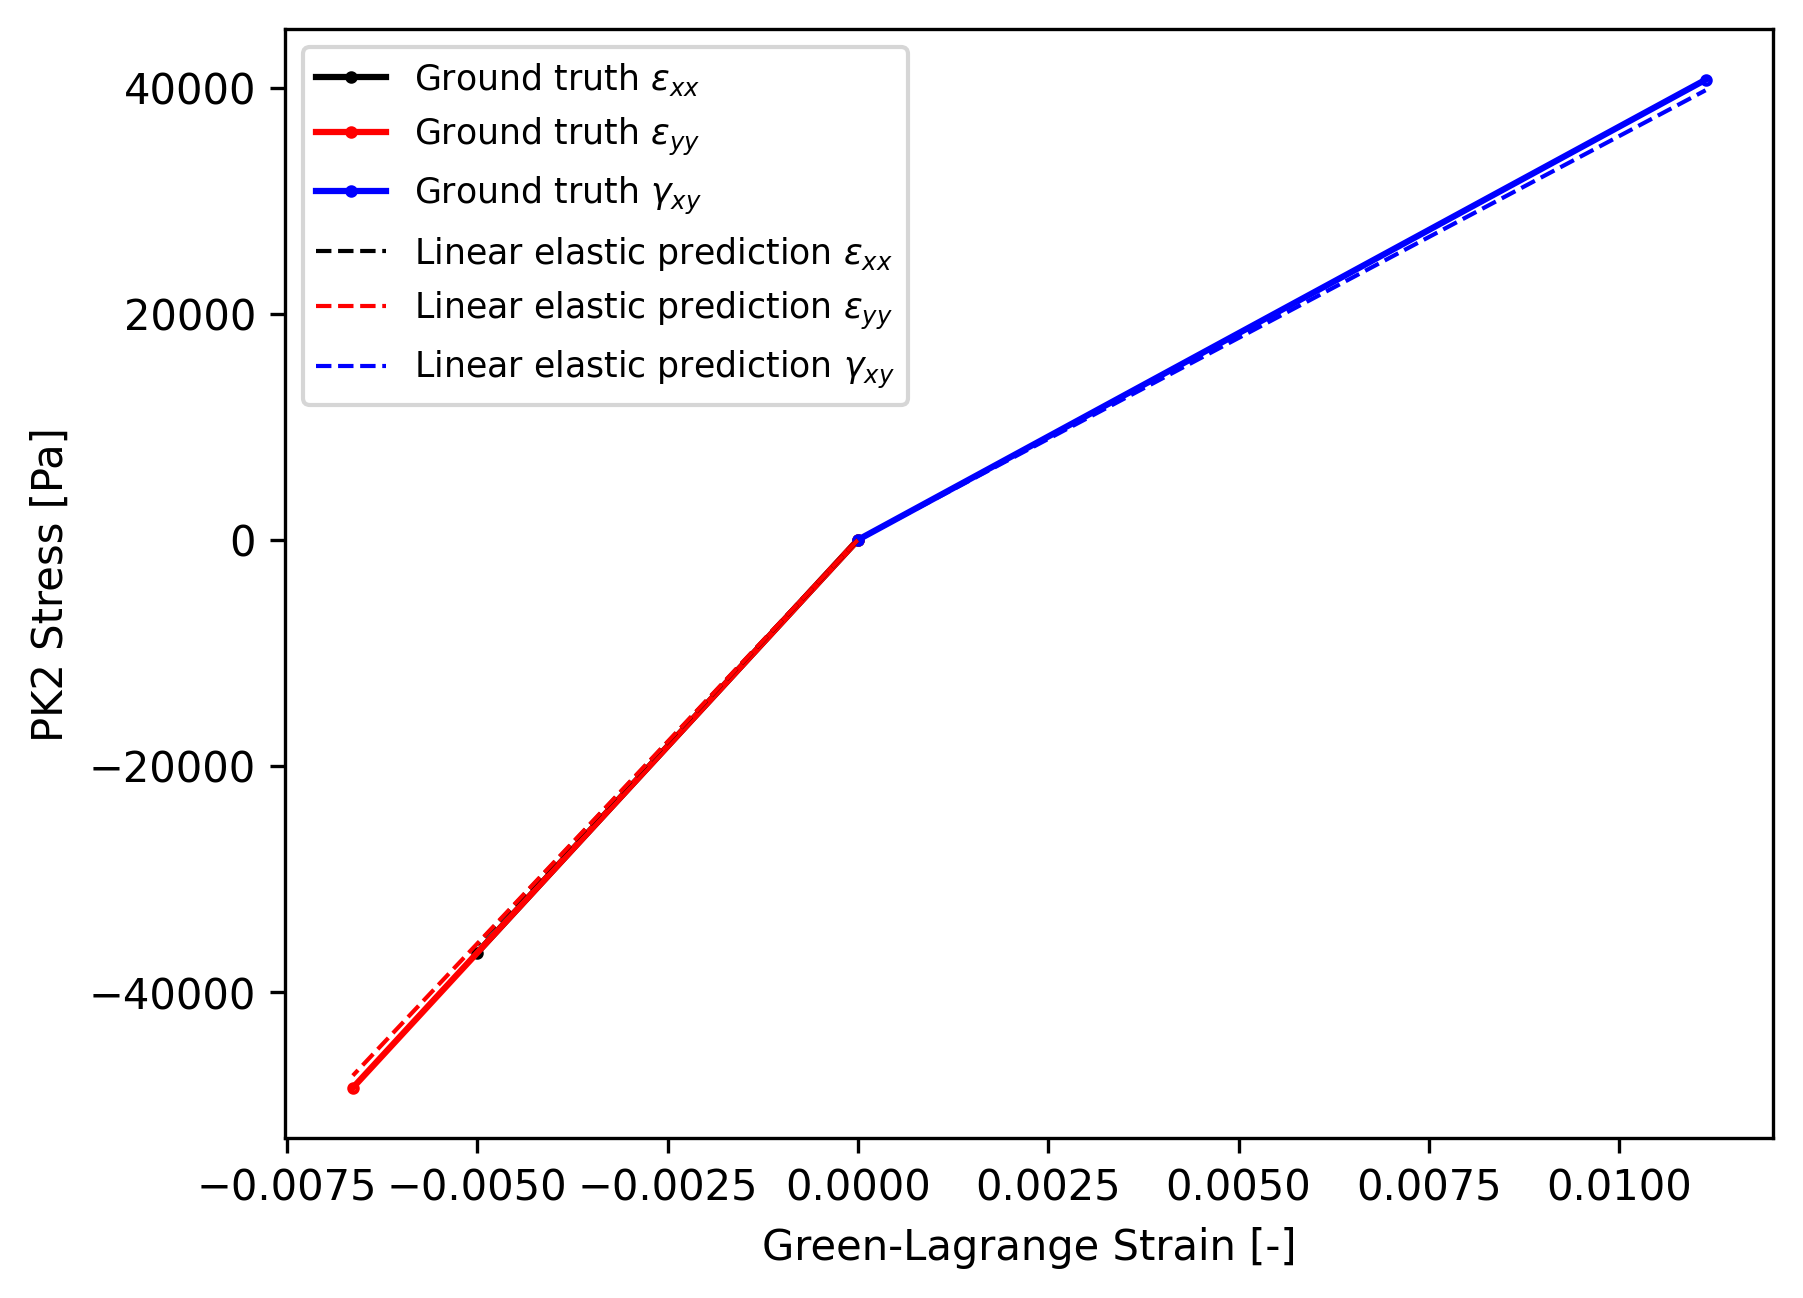 Ground truth εxx
Ground truth εyy
Ground truth γxy
Linear elastic prediction εxx
Linear elastic prediction εyy
Linear elastic prediction γxy
40000
20000
0
−20000
−40000
PK2 Stress [Pa]
−0.0075 −0.0050 −0.0025 0.0000 0.0025 0.0050 0.0075 0.0100
Green-Lagrange Strain [-]